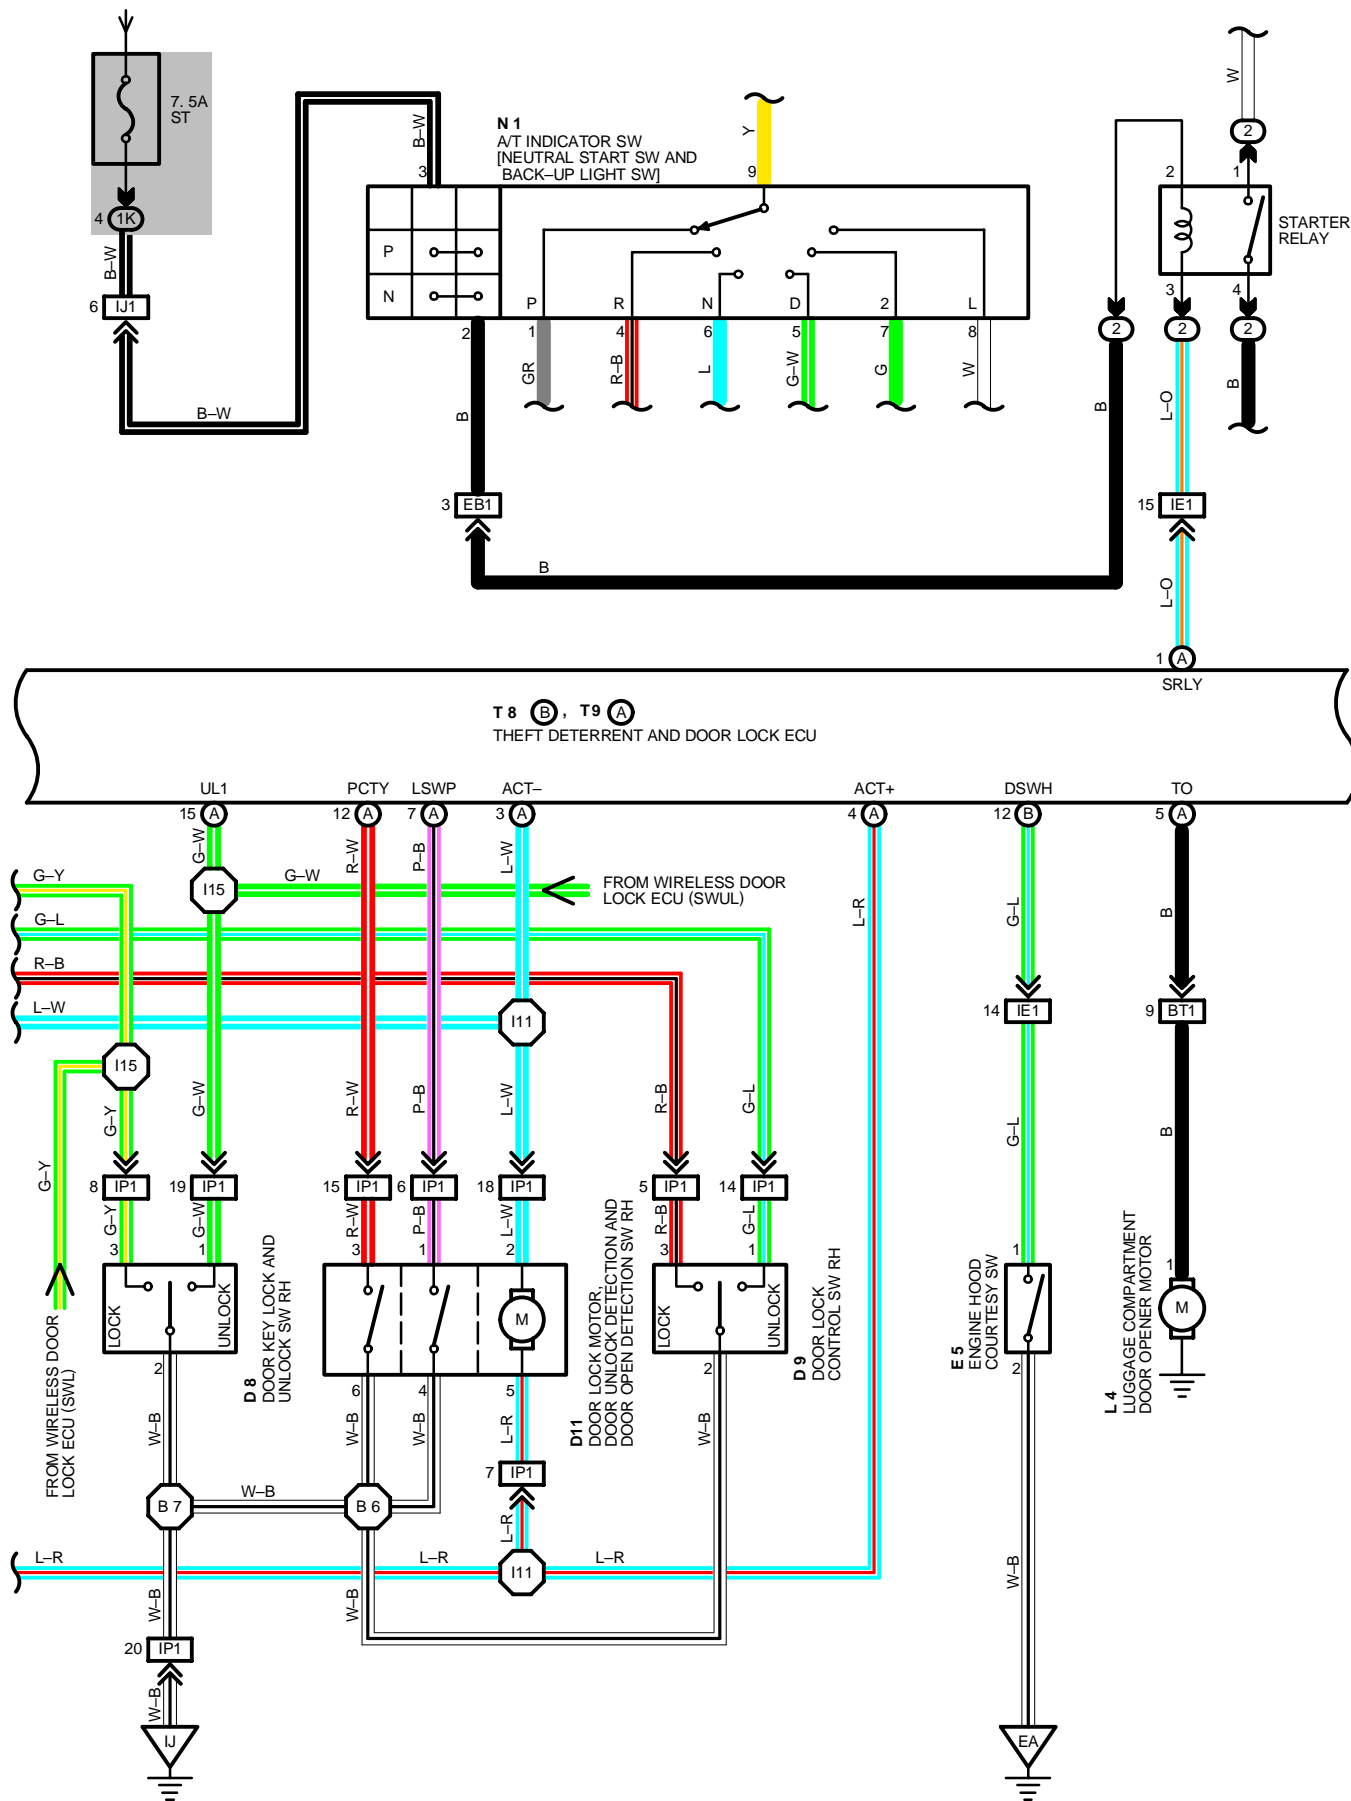 7. 5A
ST
4 1K
B–W
6 IJ1
B–W
B–W
3
N 1
A/T INDICATOR SW
[NEUTRAL START SW AND
BACK–UP LIGHT SW]
Y
9
P
N
P R N D 2 L
2 1 4 6 5 7 8
B GR R–B L G–W G W
3 EB1
B
B
W
2
2 1
STARTER
RELAY
3 4
2 2 2
L–O B
15 IE1
L–O
1 A
SRLY
T 8 B , T9 A
THEFT DETERRENT AND DOOR LOCK ECU
UL1 PCTY LSWP ACT– ACT+ DSWH TO
15 A 12 A 7 A 3 A 4 A 12 B 5 A
G–W R–W P–B L–W L–R G–L B
G–Y
I15
G–W
FROM WIRELESS DOOR
LOCK ECU (SWUL)
G–L
R–B
L–W
I11
14 IE1
9 BT1
I15
G–Y G–W R–W P–B L–W R–B G–L G–L B
G–Y
8 IP1 19 IP1 15 IP1 6 IP1 18 IP1 5 IP1 14 IP1
G–Y G–W R–W P–B L–W R–B G–L
3 1 3 1 2 3 1 1 1
LOCK UNLOCK
D 8
DOOR KEY LOCK AND
UNLOCK SW RH
M
D11
DOOR LOCK MOTOR,
DOOR UNLOCK DETECTION AND
DOOR OPEN DETECTION SW RH
LOCK UNLOCK
D 9
DOOR LOCK
CONTROL SW RH
E 5
ENGINE HOOD
COURTESY SW
M
L 4
LUGGAGE COMPARTMENT
DOOR OPENER MOTOR
FROM WIRELESS DOOR
LOCK ECU (SWL)
2 6 4 5 2 2
W–B W–B W–B L–R W–B
7 IP1
B 7 W–B B 6
L–R
L–R L–R I11 L–R
W–B W–B W–B
20 IP1
W–B
IJ EA